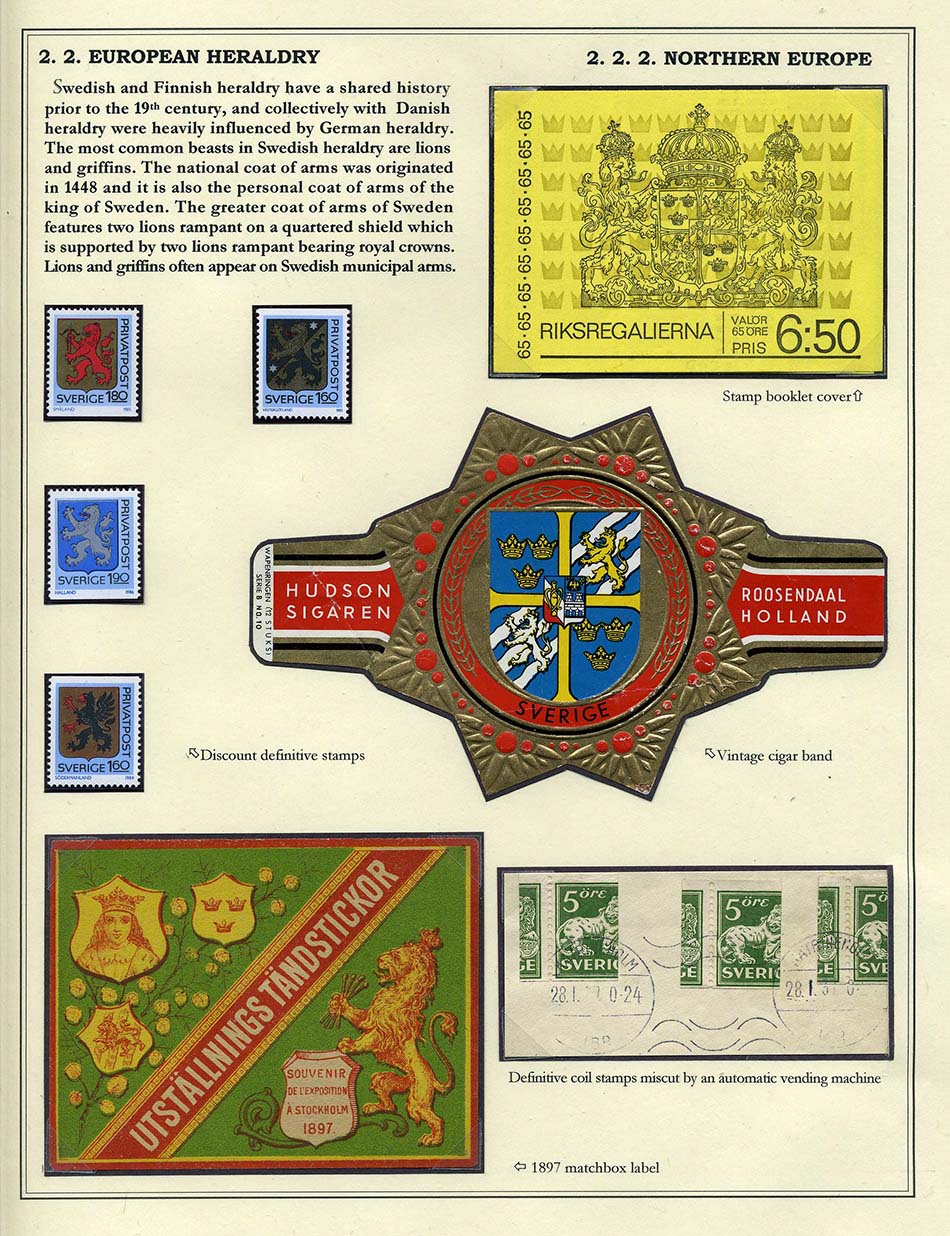 2. 2. EUROPEAN HERALDRY
2. 2. 2. NORTHERN EUROPE
Swedish and Finnish heraldry have a shared history
prior to the 19th century, and collectively with Danish
heraldry were heavily influenced by German heraldry.
The most common beasts in Swedish heraldry are lions
and griffins. The national coat of arms was originated
in 1448 and it is also the personal coat of arms of the
king of Sweden. The greater coat of arms of Sweden
features two lions rampant on a quartered shield which
is supported by two lions rampant bearing royal crowns.
Lions and griffins often appear on Swedish municipal arms.
65·65·65·65·65·65·65
RIKSREGALIERNA
VALÖR
65 ÖRE
PRIS
6:50
Stamp booklet cover⇧
PRIVATPOST
SVERIGE 1.80
SMÅLAND 1985
PRIVATPOST
SVERIGE 1.60
VÄSTERGÖTLAND 1985
PRIVATPOST
SVERIGE 1.90
HALLAND 1986
PRIVATPOST
SVERIGE 1.60
SÖDERMANLAND 1984
⇖Discount definitive stamps
WAPENRINGEN (12 STUKS)
SERIE B NO.10
HUDSON
SIGAREN
SVERIGE
ROOSENDAAL
HOLLAND
⇖Vintage cigar band
UTSTÄLLNINGS TÄNDSTICKOR
SOUVENIR
DE L'EXPOSITION
À STOCKHOLM
1897.
⇦ 1897 matchbox label
GE
5 öre
SVERIG
GE
5 öre
SVERIGE
GE
5 ö
SVE
28.1. 0-24
28.1.
Definitive coil stamps miscut by an automatic vending machine